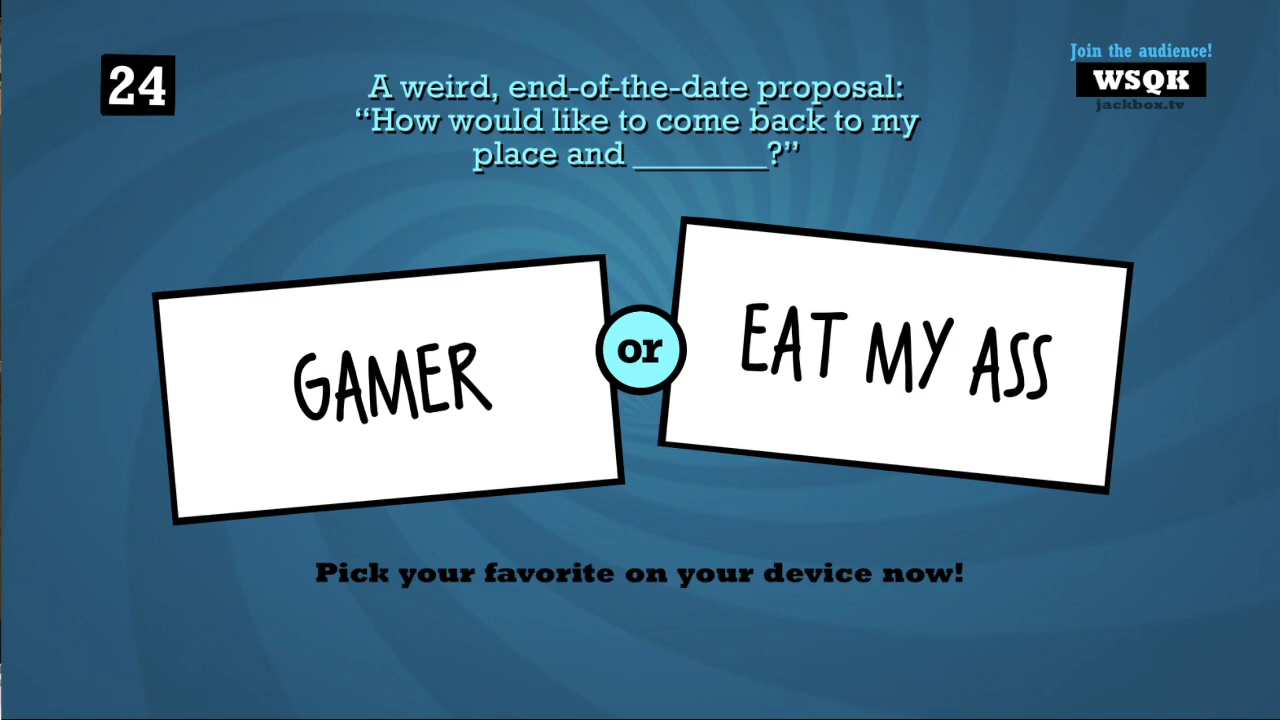 24
Join the audience!
WSQK
jackbox.tv
A weird, end-of-the-date proposal:
“How would like to come back to my
place and ________?”
GAMER
or
EAT MY ASS
Pick your favorite on your device now!